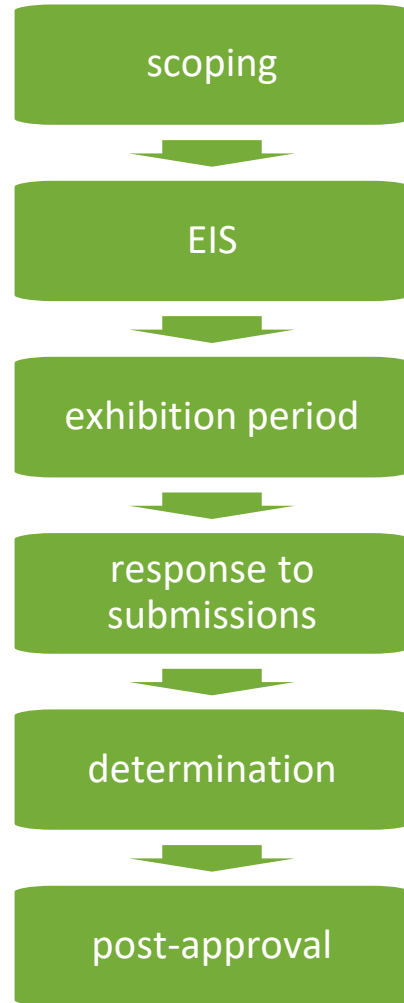 scoping
EIS
exhibition period
response to
submissions
determination
post-approval